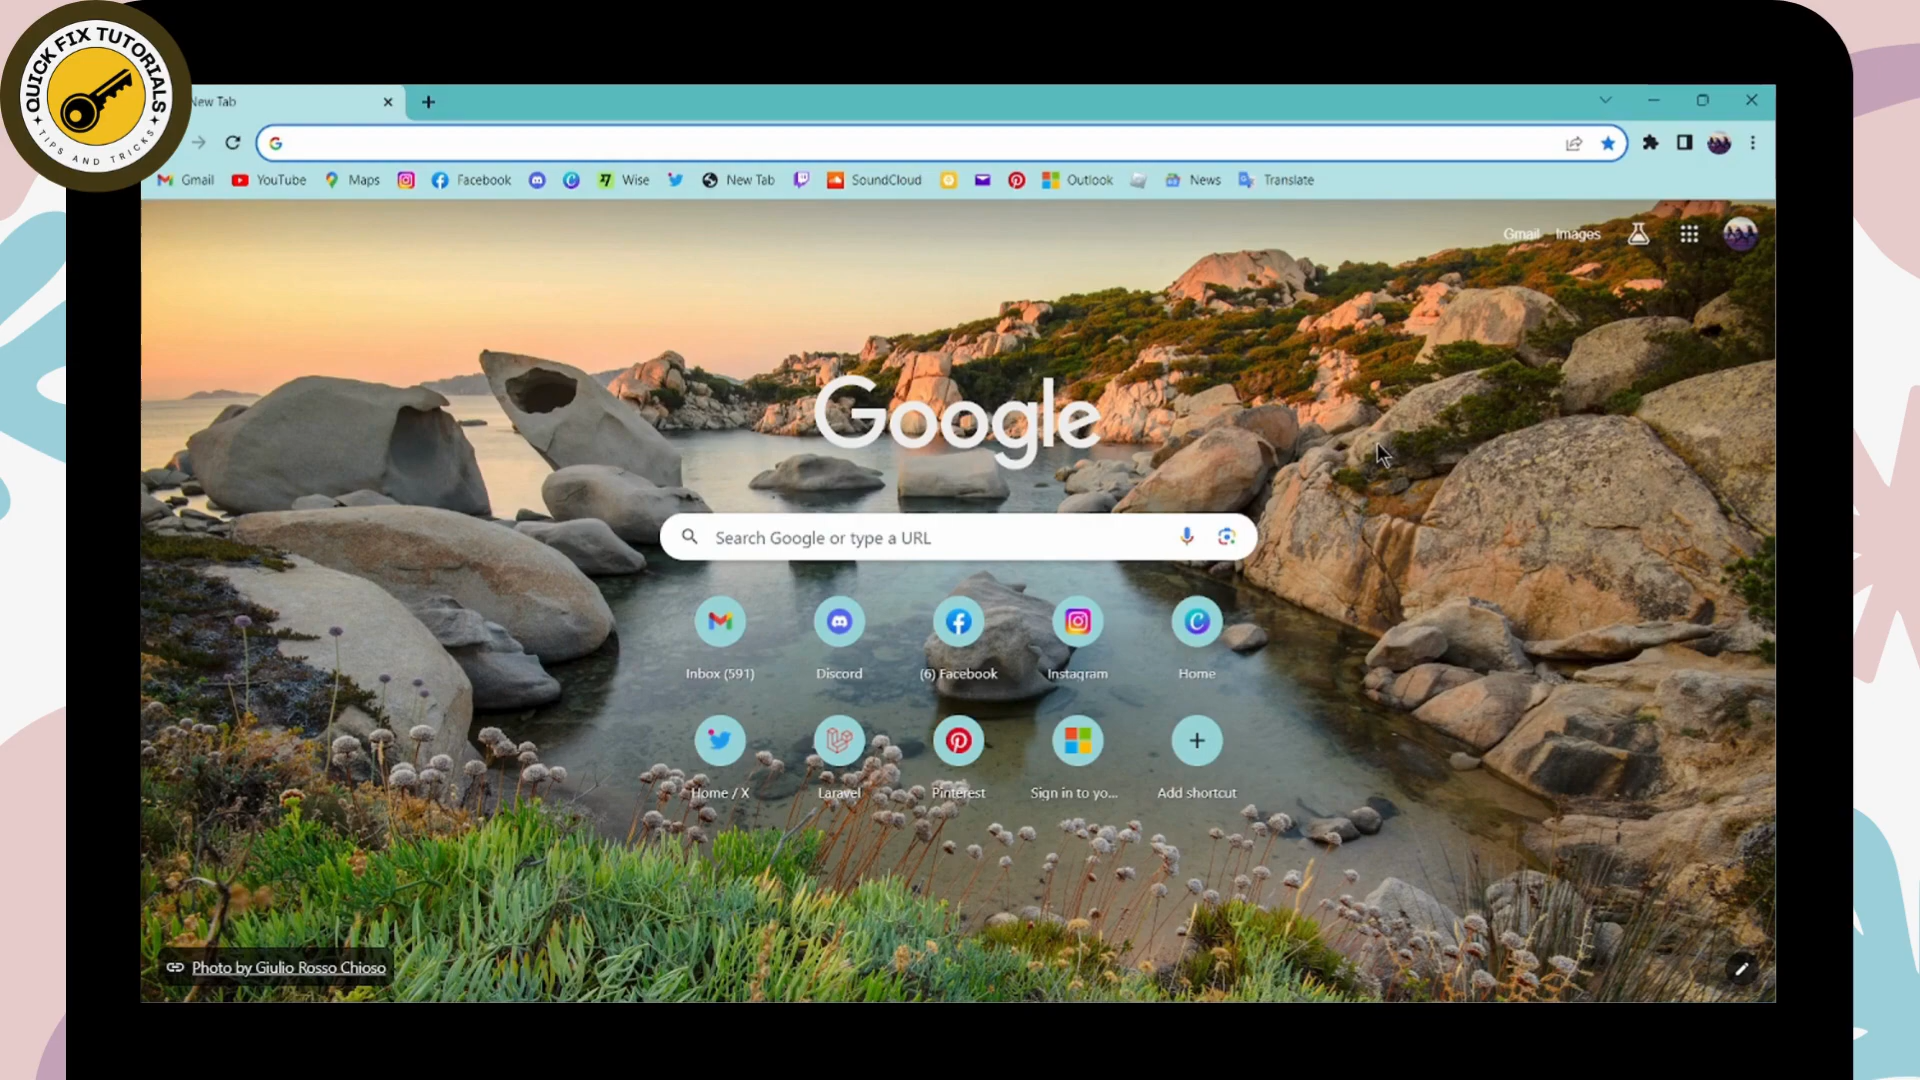 QUICK FIX TUTORIALS
TIPS AND TRICKS
New Tab
Gmail YouTube Maps Facebook Wise New Tab SoundCloud Outlook News Translate
Gmail Images
Google
Search Google or type a URL
Inbox (591) Discord (6) Facebook Instagram Home
Home / X Laravel Pinterest Sign in to yo... Add shortcut
Photo by Giulio Rosso Chioso